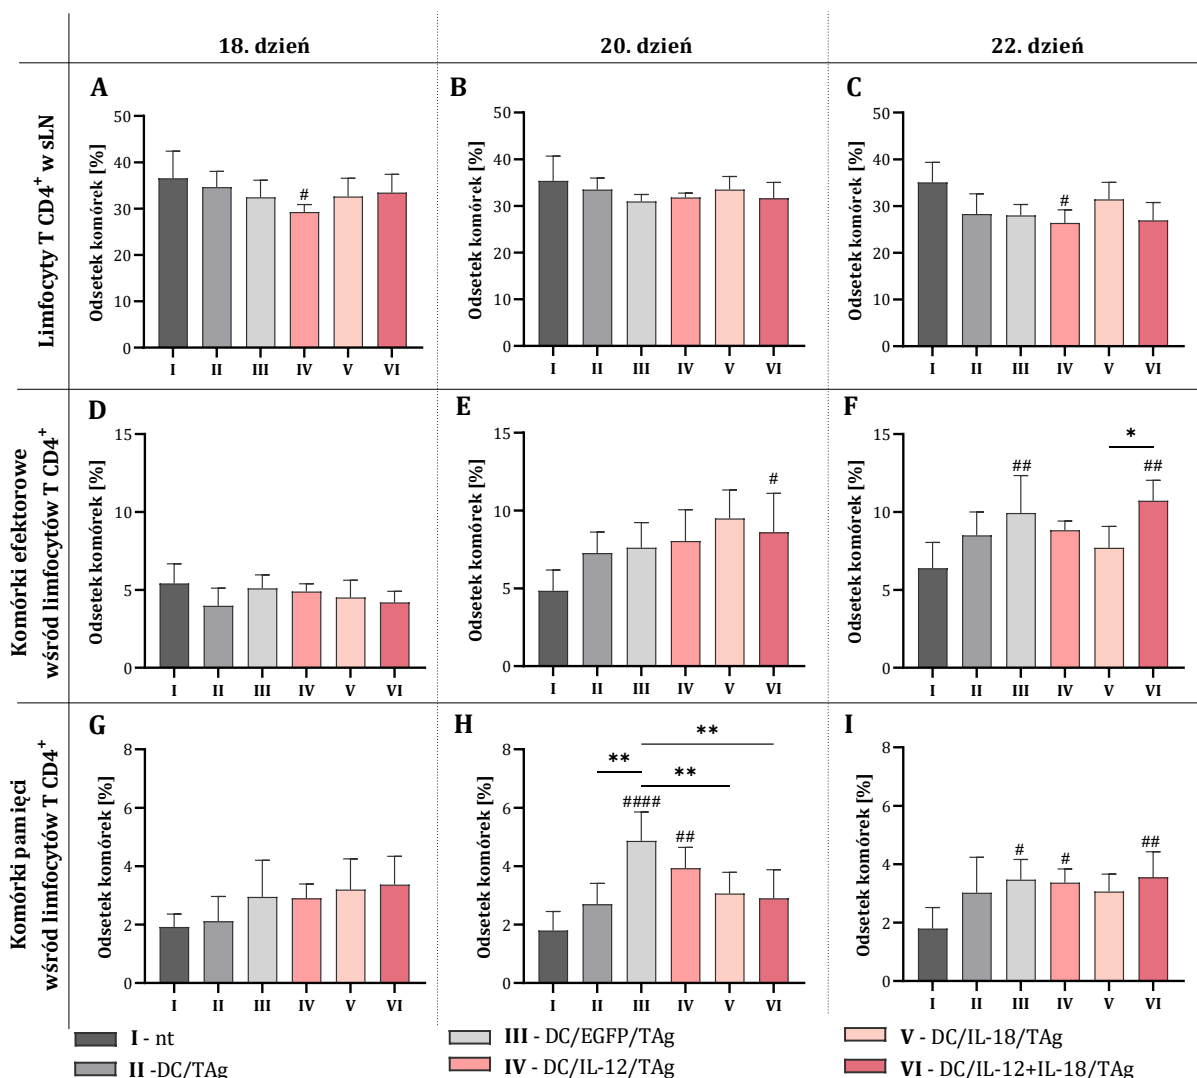 18. dzień
20. dzień
22. dzień
Limfocyty T CD4⁺ w sLN
A
Odsetek komórek [%]
50
40
30
20
10
0
#
I II III IV V VI
B
Odsetek komórek [%]
50
40
30
20
10
0
I II III IV V VI
C
Odsetek komórek [%]
50
40
30
20
10
0
#
I II III IV V VI
Komórki efektorowe
wśród limfocytów T CD4⁺
D
Odsetek komórek [%]
15
10
5
0
I II III IV V VI
E
Odsetek komórek [%]
15
10
5
0
#
I II III IV V VI
F
Odsetek komórek [%]
15
10
5
0
*
## ##
I II III IV V VI
Komórki pamięci
wśród limfocytów T CD4⁺
G
Odsetek komórek [%]
8
6
4
2
0
I II III IV V VI
H
Odsetek komórek [%]
8
6
4
2
0
**
** **
####
##
I II III IV V VI
I
Odsetek komórek [%]
8
6
4
2
0
# # ##
I II III IV V VI
I - nt
II -DC/TAg
III - DC/EGFP/TAg
IV - DC/IL-12/TAg
V - DC/IL-18/TAg
VI - DC/IL-12+IL-18/TAg